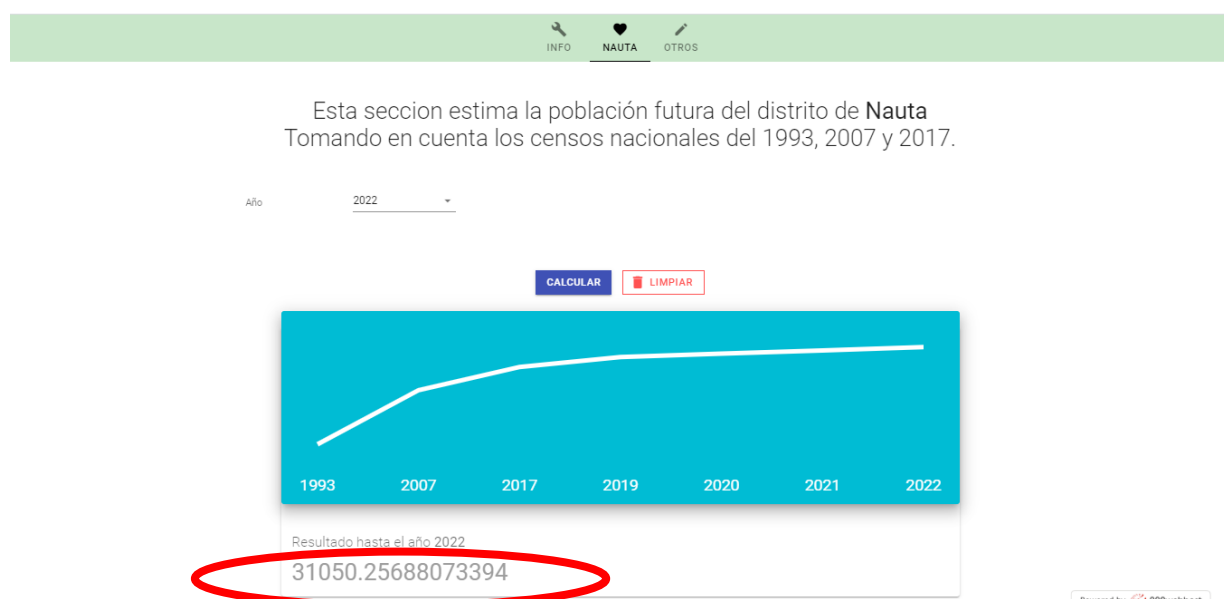 INFO NAUTA OTROS
Esta seccion estima la población futura del distrito de Nauta
Tomando en cuenta los censos nacionales del 1993, 2007 y 2017.
Año 2022
CALCULAR LIMPIAR
1993 2007 2017 2019 2020 2021 2022
Resultado hasta el año 2022
31050.25688073394